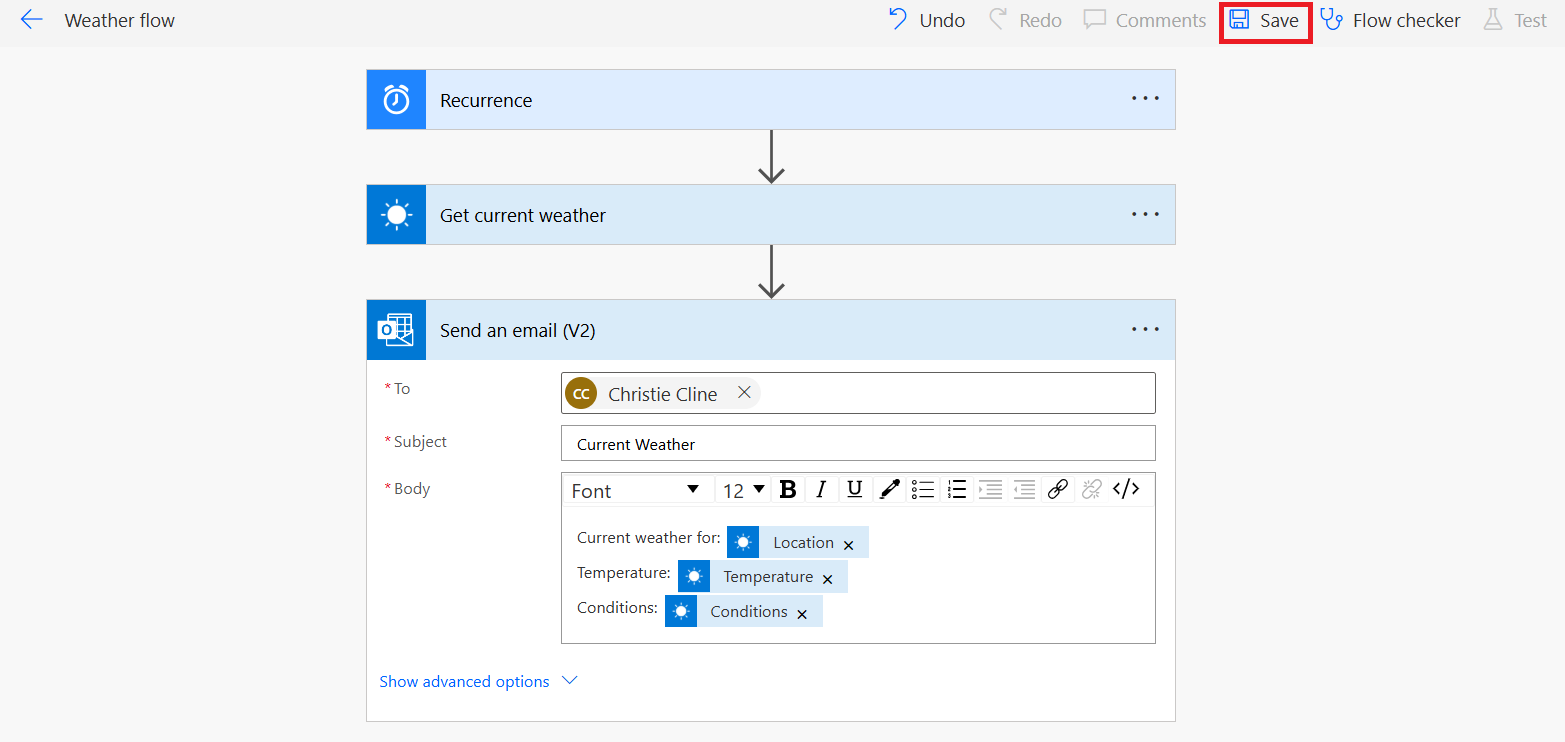 Weather flow Undo Redo Comments Save Flow checker Test
Recurrence
Get current weather
Send an email (V2)
* To CC Christie Cline
* Subject Current Weather
* Body Font 12 B I U </>
Current weather for: Location
Temperature: Temperature
Conditions: Conditions
Show advanced options